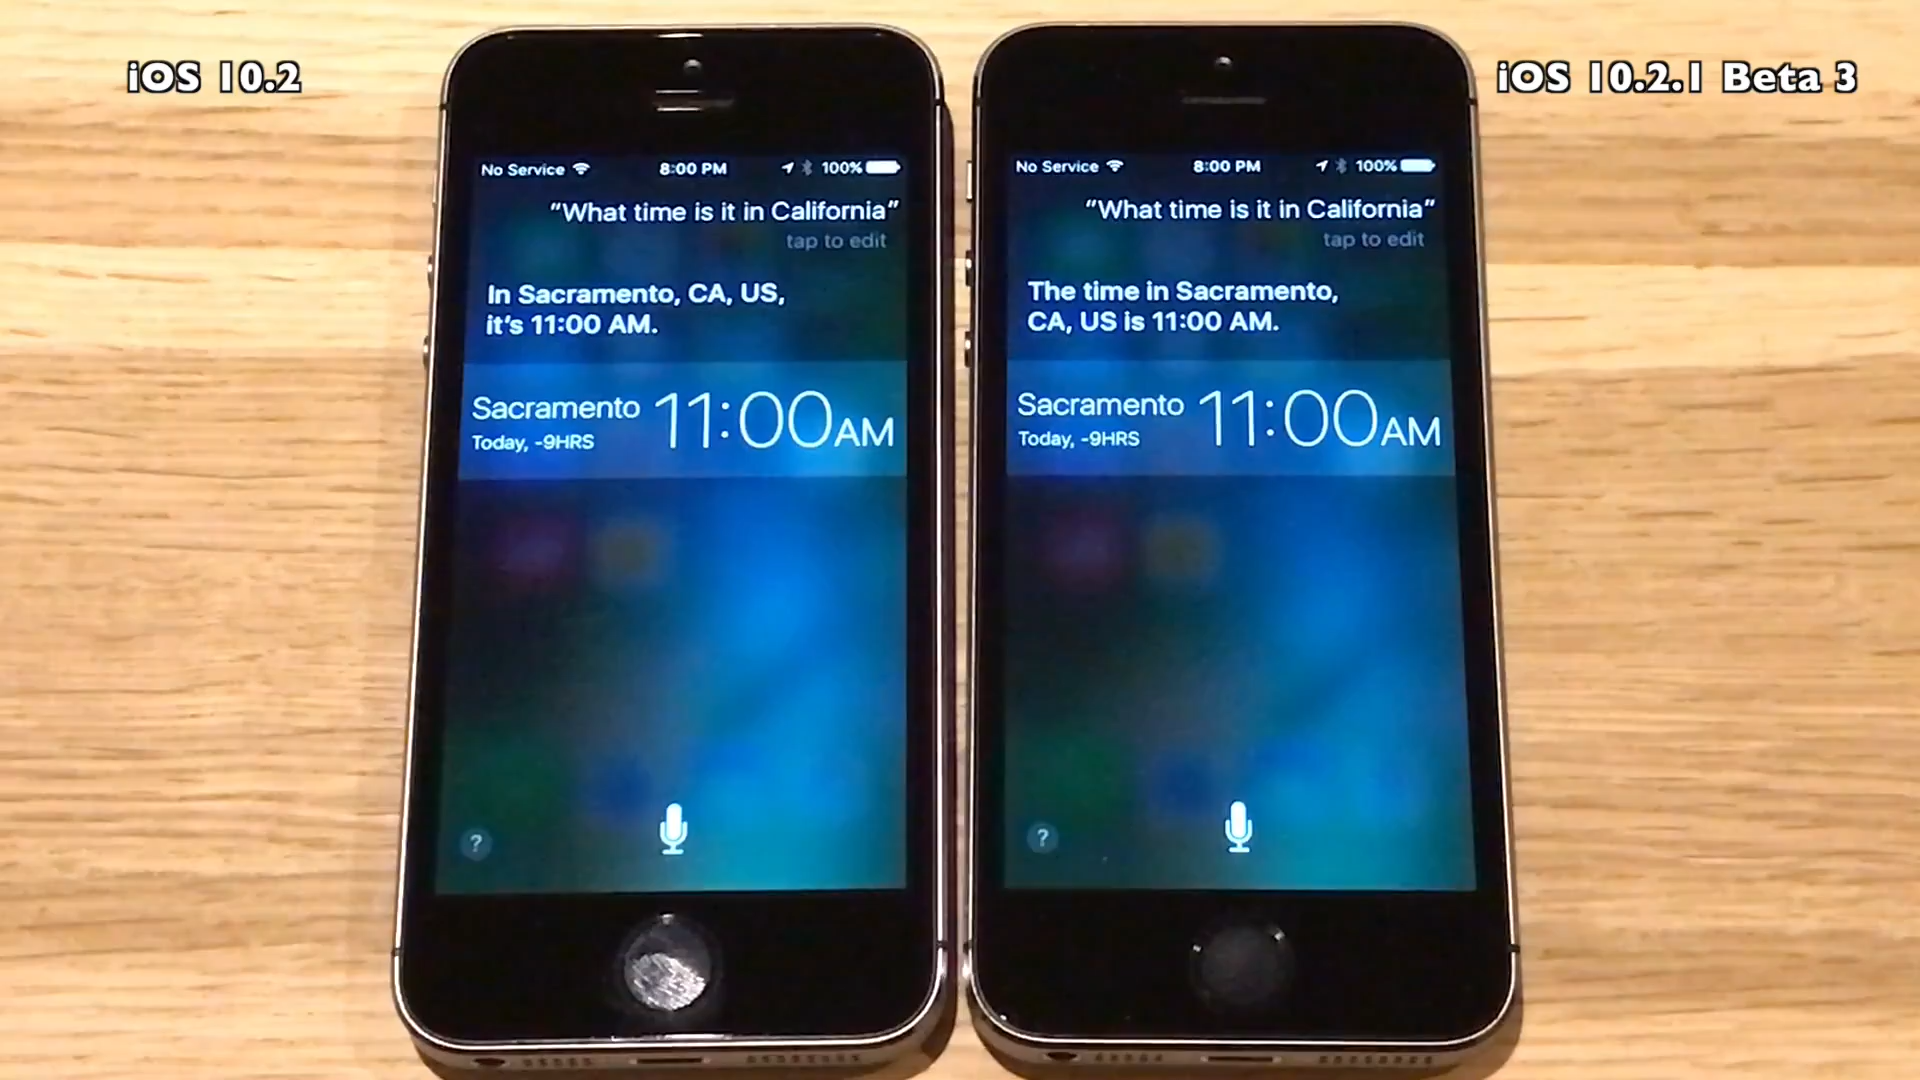 iOS 10.2
iOS 10.2.1 Beta 3
No Service 8:00 PM 100%
“What time is it in California”
tap to edit
In Sacramento, CA, US,
it’s 11:00 AM.
Sacramento 11:00AM
Today, -9HRS
?
No Service 8:00 PM 100%
“What time is it in California”
tap to edit
The time in Sacramento,
CA, US is 11:00 AM.
Sacramento 11:00AM
Today, -9HRS
?